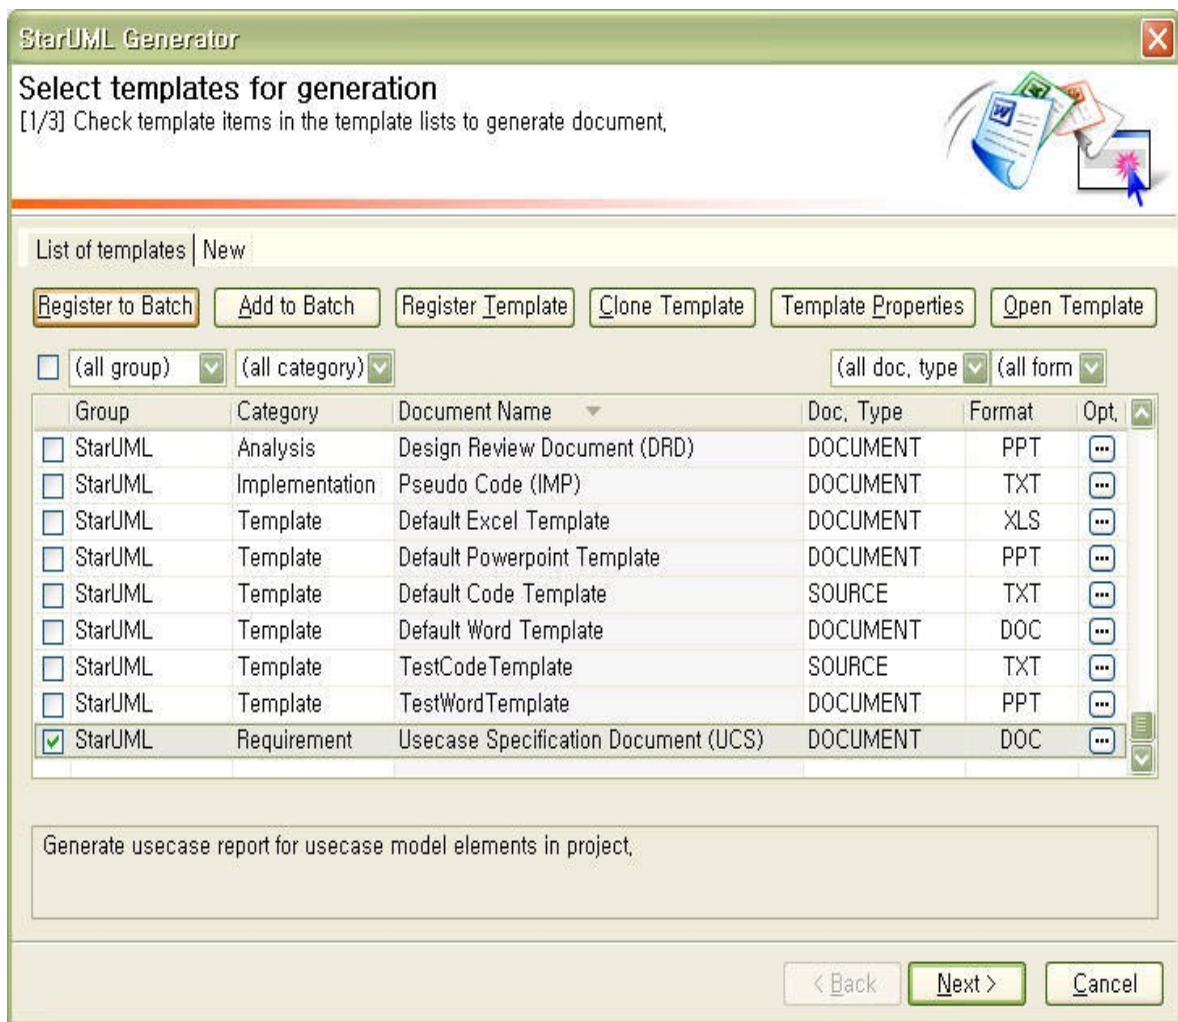 StarUML Generator
Select templates for generation
[1/3] Check template items in the template lists to generate document,
List of templates New
Register to Batch Add to Batch Register Template Clone Template Template Properties Open Template
(all group) (all category) (all doc, type (all form
Group Category Document Name Doc, Type Format Opt,
StarUML Analysis Design Review Document (DRD) DOCUMENT PPT
StarUML Implementation Pseudo Code (IMP) DOCUMENT TXT
StarUML Template Default Excel Template DOCUMENT XLS
StarUML Template Default Powerpoint Template DOCUMENT PPT
StarUML Template Default Code Template SOURCE TXT
StarUML Template Default Word Template DOCUMENT DOC
StarUML Template TestCodeTemplate SOURCE TXT
StarUML Template TestWordTemplate DOCUMENT PPT
StarUML Requirement Usecase Specification Document (UCS) DOCUMENT DOC
Generate usecase report for usecase model elements in project,
< Back Next > Cancel